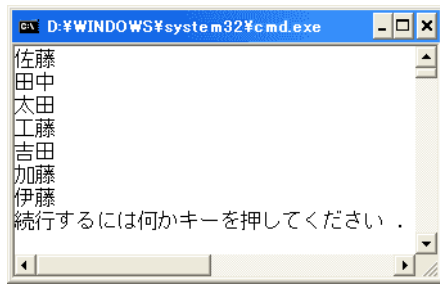 D:¥WINDOWS¥system32¥cmd.exe
佐藤
田中
太田
工藤
吉田
加藤
伊藤
続行するには何かキーを押してください .